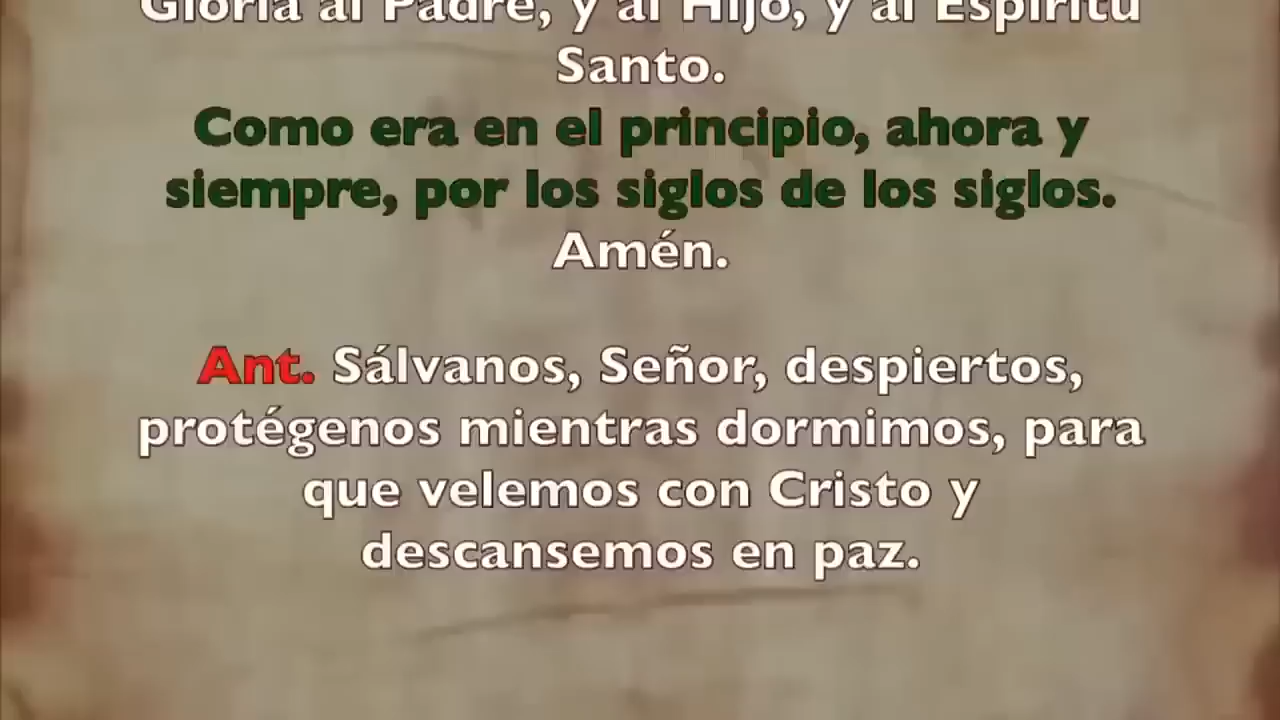 Gloria al Padre, y al Hijo, y al Espíritu
Santo.
Como era en el principio, ahora y
siempre, por los siglos de los siglos.
Amén.
Ant. Sálvanos, Señor, despiertos,
protégenos mientras dormimos, para
que velemos con Cristo y
descansemos en paz.